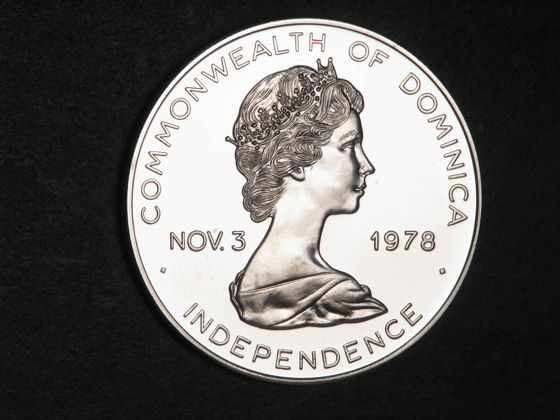 COMMONWEALTH OF DOMINICA
NOV. 3 1978
INDEPENDENCE